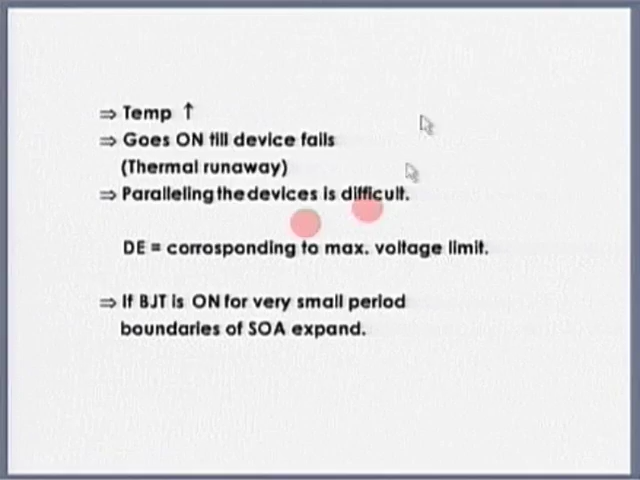 ⇒ Temp ↑
⇒ Goes ON till device fails
(Thermal runaway)
⇒ Paralleling the devices is difficult.
DE = corrosponding to max. voltage limit.
⇒ If BJT is ON for very small period
boundaries of SOA expand.